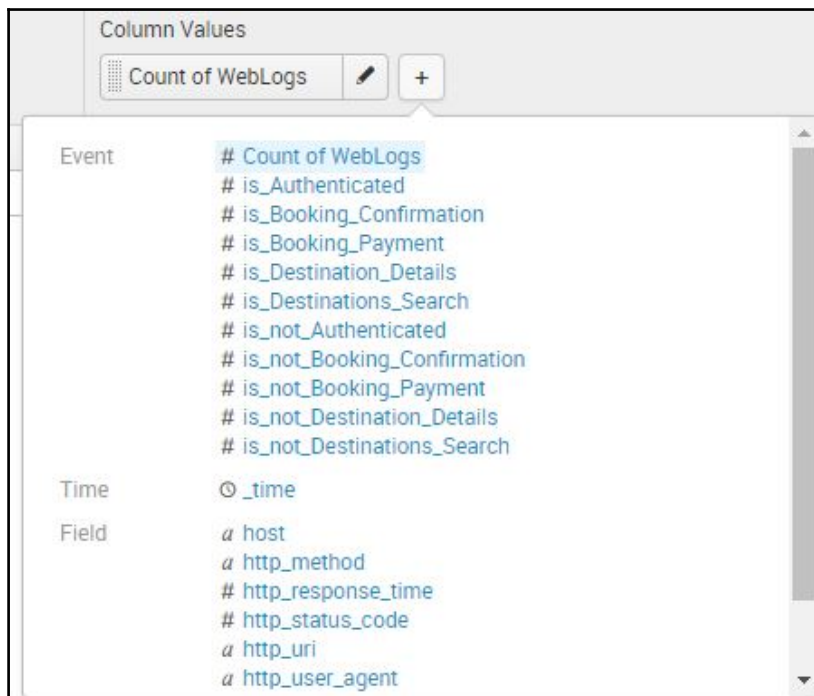 Column Values
Count of WebLogs +
Event # Count of WebLogs
# is_Authenticated
# is_Booking_Confirmation
# is_Booking_Payment
# is_Destination_Details
# is_Destinations_Search
# is_not_Authenticated
# is_not_Booking_Confirmation
# is_not_Booking_Payment
# is_not_Destination_Details
# is_not_Destinations_Search
Time _time
Field a host
a http_method
# http_response_time
# http_status_code
a http_uri
a http_user_agent